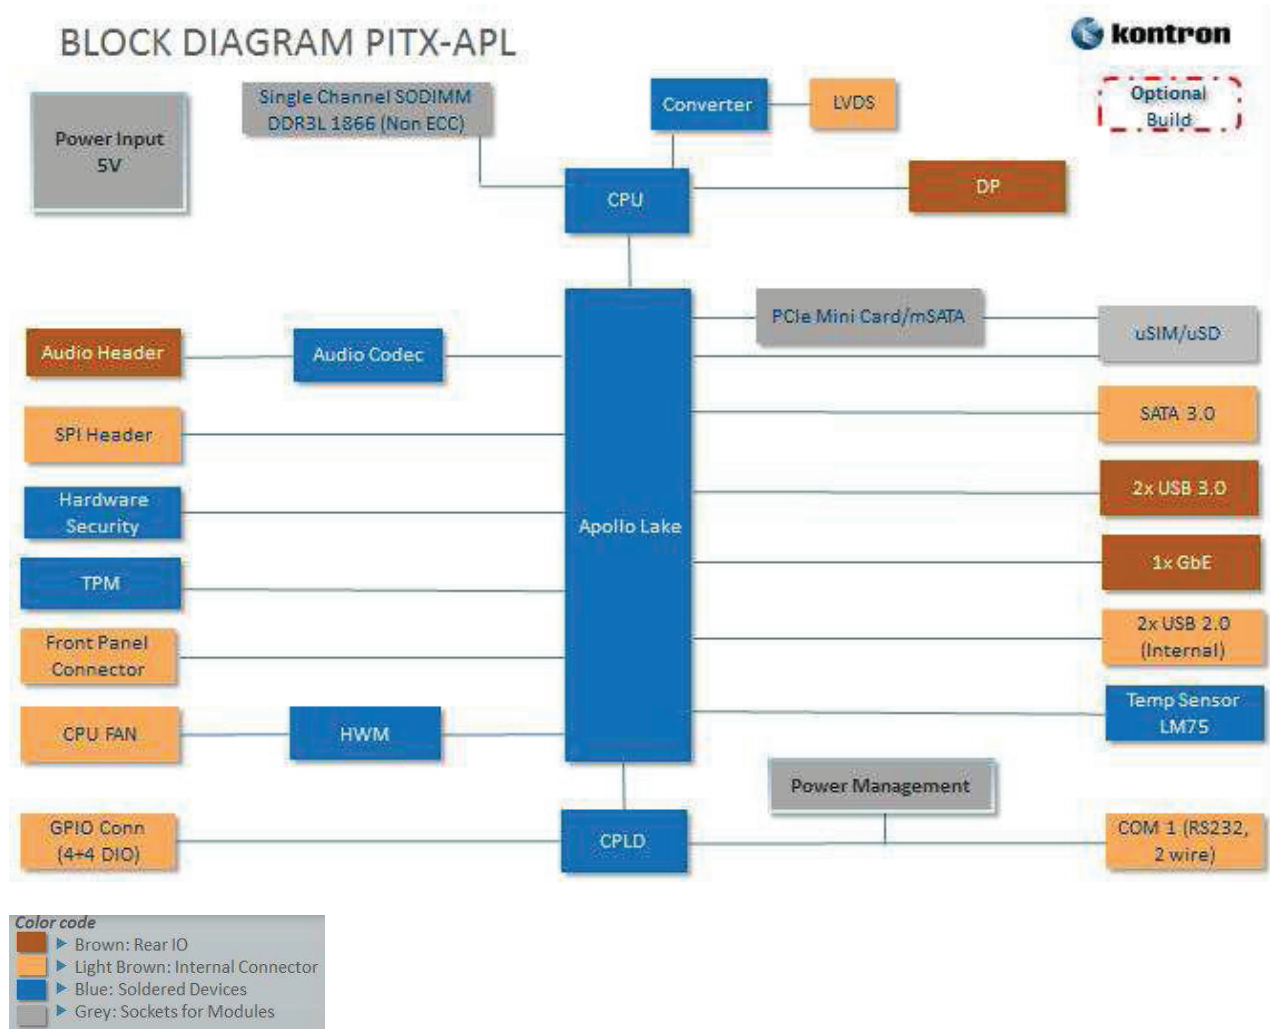 BLOCK DIAGRAM PITX-APL
kontron
Optional
Build
Power Input
5V
Single Channel SODIMM
DDR3L 1866 (Non ECC)
Converter
LVDS
CPU
DP
PCIe Mini Card/mSATA
uSIM/uSD
Audio Header
Audio Codec
SATA 3.0
SPI Header
2x USB 3.0
Hardware
Security
Apollo Lake
1x GbE
TPM
2x USB 2.0
(Internal)
Front Panel
Connector
Temp Sensor
LM75
CPU FAN
HWM
Power Management
GPIO Conn
(4+4 DIO)
CPLD
COM 1 (RS232,
2 wire)
Color code
Brown: Rear IO
Light Brown: Internal Connector
Blue: Soldered Devices
Grey: Sockets for Modules